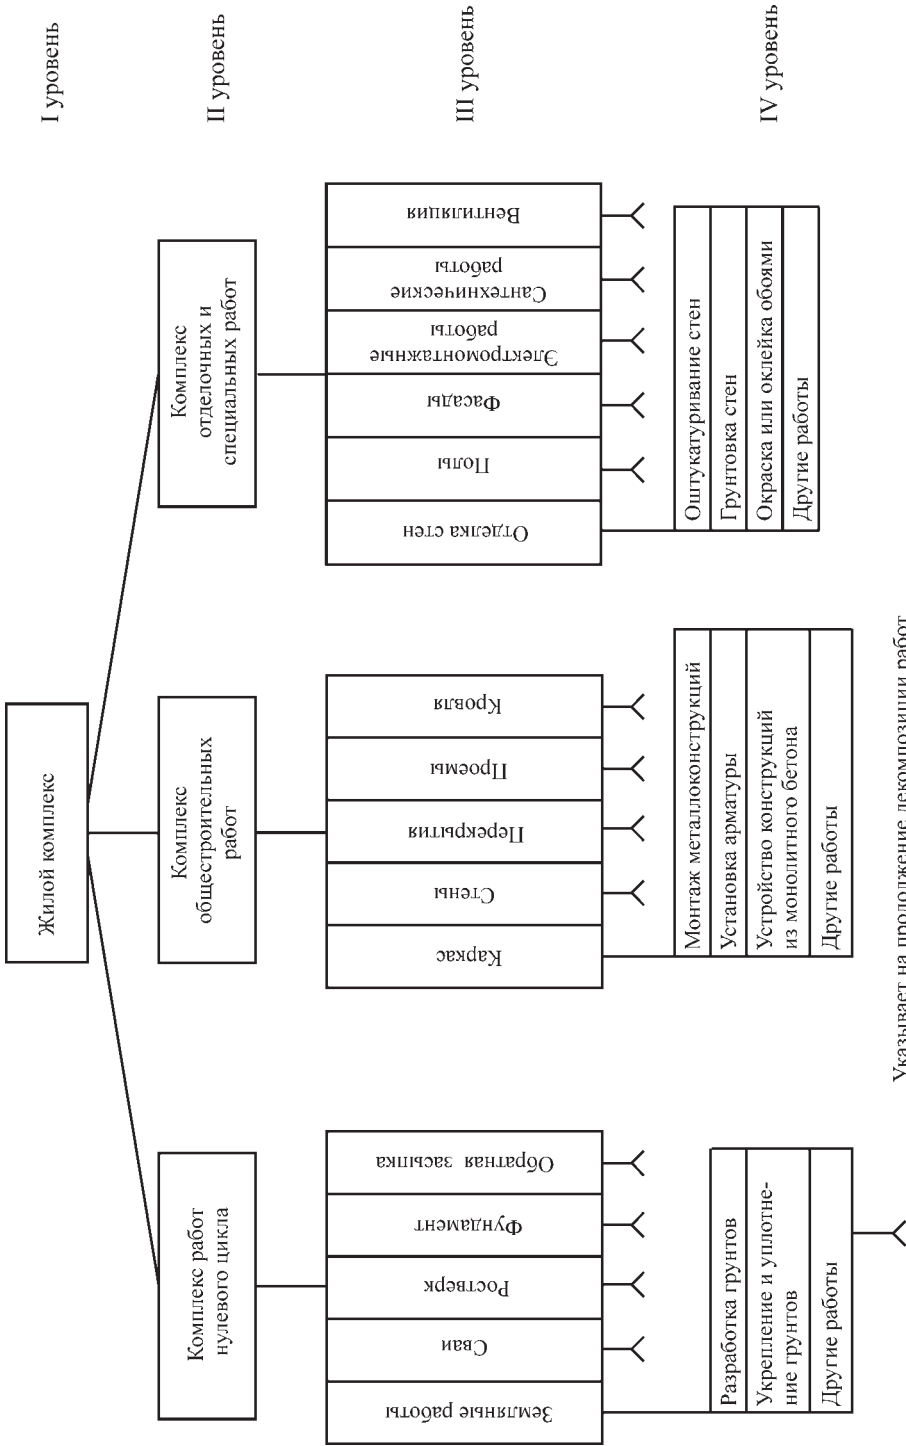 Жилой комплекс
I уровень
Комплекс работ
нулевого цикла
Комплекс
общестроительных
работ
Комплекс
отделочных и
специальных работ
II уровень
Земляные работы
Сваи
Ростверк
Фундамент
Обратная засыпка
Каркас
Стены
Перекрытия
Проемы
Кровля
Отделка стен
Полы
Фасады
Электромонтажные
работы
Сантехнические
работы
Вентиляция
III уровень
Разработка грунтов
Укрепление и уплотне-
ние грунтов
Другие работы
Монтаж металлоконструкций
Установка арматуры
Устройство конструкций
из монолитного бетона
Другие работы
Оштукатуривание стен
Грунтовка стен
Окраска или оклейка обоями
Другие работы
IV уровень
Указывает на продолжение декомпозиции работ